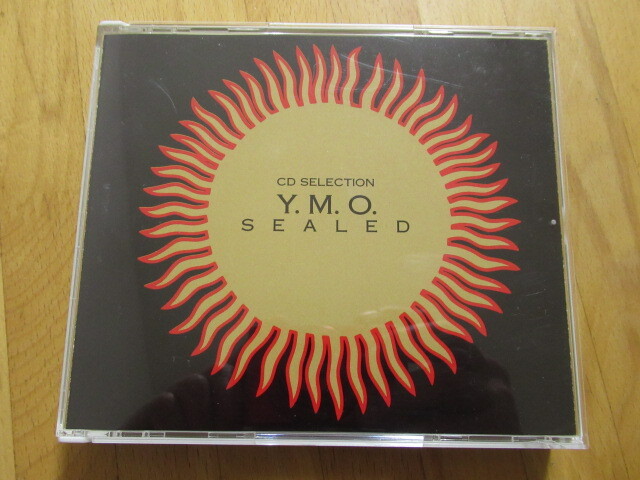 CD SELECTION
Y. M. O.
SEALED